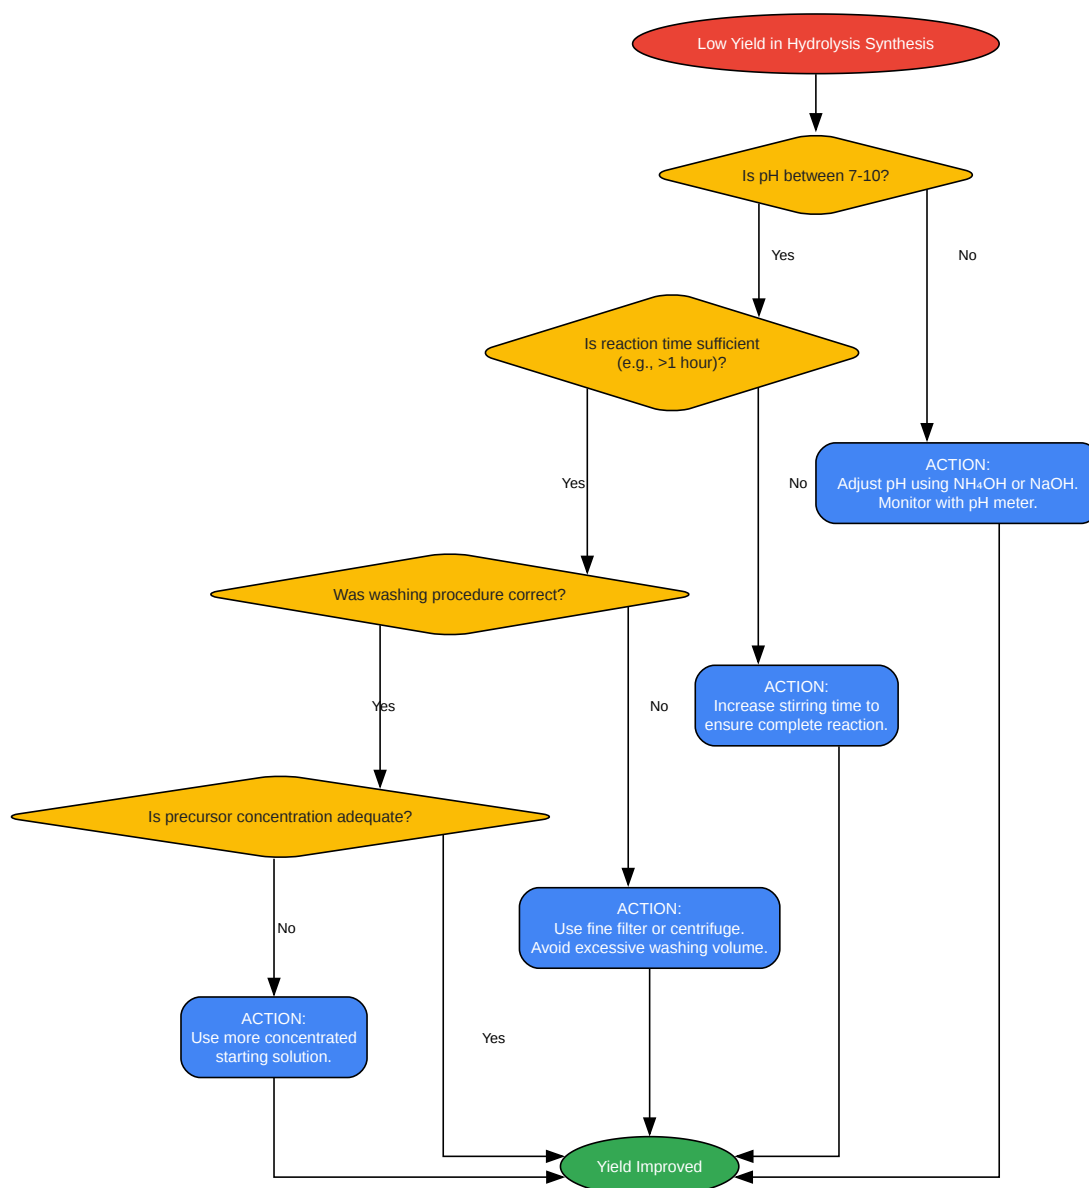 Low Yield in Hydrolysis Synthesis
Is pH between 7-10?
Yes
No
Is reaction time sufficient
(e.g., >1 hour)?
Yes
No
ACTION:
Adjust pH using NH₄OH or NaOH.
Monitor with pH meter.
Was washing procedure correct?
Yes
No
ACTION:
Increase stirring time to
ensure complete reaction.
Is precursor concentration adequate?
No
Yes
ACTION:
Use fine filter or centrifuge.
Avoid excessive washing volume.
ACTION:
Use more concentrated
starting solution.
Yield Improved